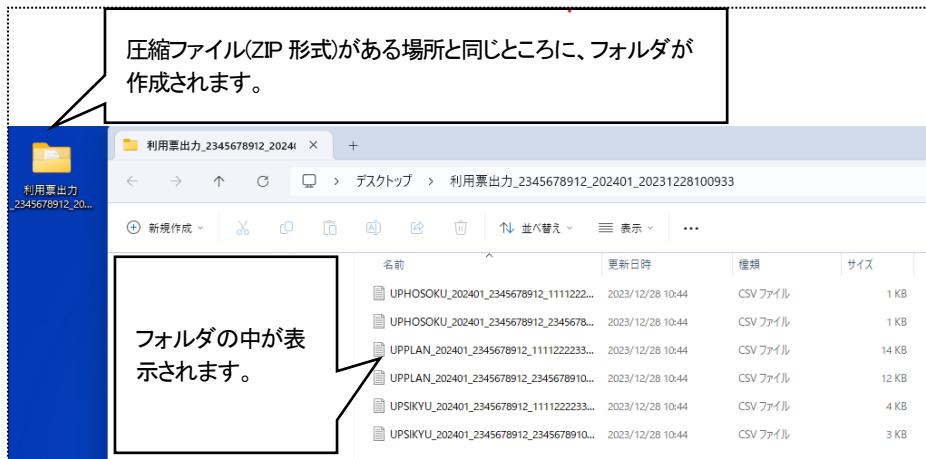 圧縮ファイル(ZIP 形式)がある場所と同じところに、フォルダが
作成されます。
利用票出力_2345678912_20240
デスクトップ > 利用票出力_2345678912_202401_20231228100933
利用票出力
_2345678912_20...
新規作成 並べ替え 表示
名前 更新日時 種類 サイズ
UPHOSOKU_202401_2345678912_1111222... 2023/12/28 10:44 CSV ファイル 1 KB
UPHOSOKU_202401_2345678912_2345678... 2023/12/28 10:44 CSV ファイル 1 KB
フォルダの中が表
示されます。
UPPLAN_202401_2345678912_111122233... 2023/12/28 10:44 CSV ファイル 14 KB
UPPLAN_202401_2345678912_2345678910... 2023/12/28 10:44 CSV ファイル 12 KB
UPSIKYU_202401_2345678912_1111222233... 2023/12/28 10:44 CSV ファイル 4 KB
UPSIKYU_202401_2345678912_2345678910... 2023/12/28 10:44 CSV ファイル 3 KB